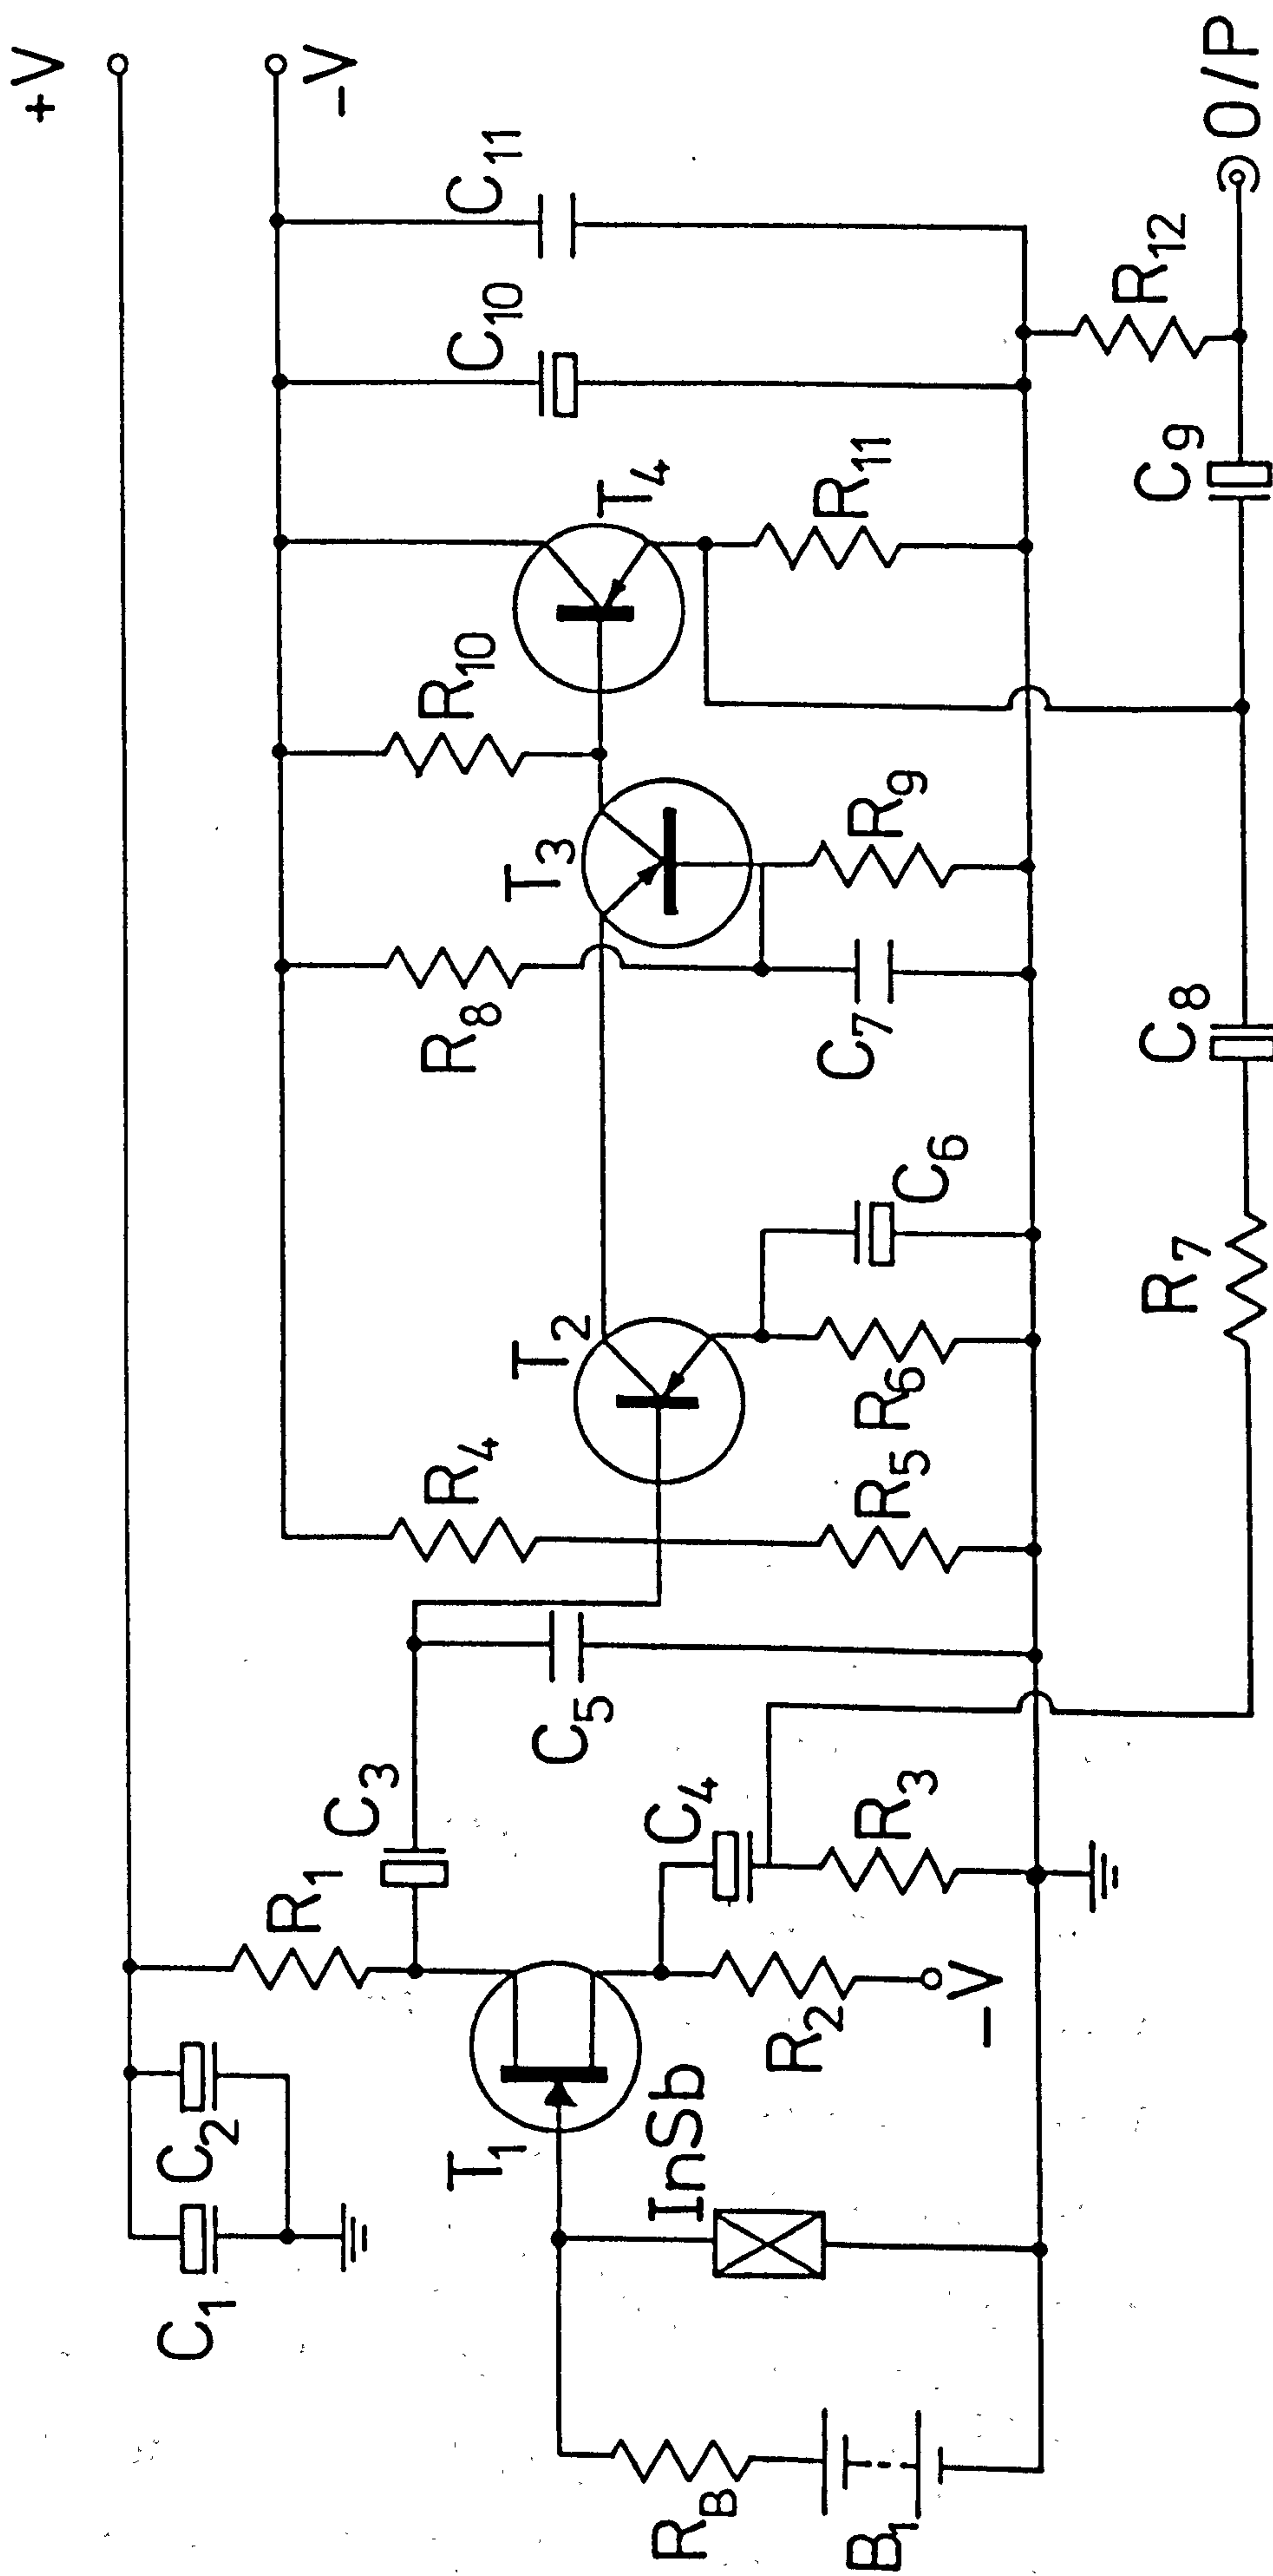 +V
-V
C₁
C₂
R₁
C₃
T₁
InSb
R_B
B₁
R₂
-V
C₄
R₃
C₅
R₄
R₅
T₂
R₆
C₆
R₇
R₈
C₇
T₃
R₉
R₁₀
C₈
T₄
R₁₁
C₉
C₁₀
C₁₁
R₁₂
O/P